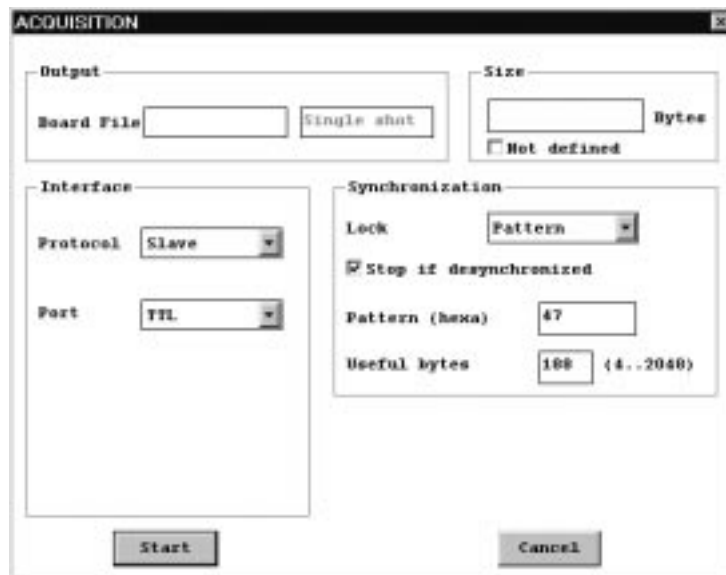 ACQUISITION
Output
Board File Single shot
Size
Bytes
Not defined
Interface
Protocol Slave
Port TTL
Synchronization
Lock Pattern
Stop if desynchronized
Pattern (hexa) 47
Useful bytes 188 (4..2048)
Start Cancel